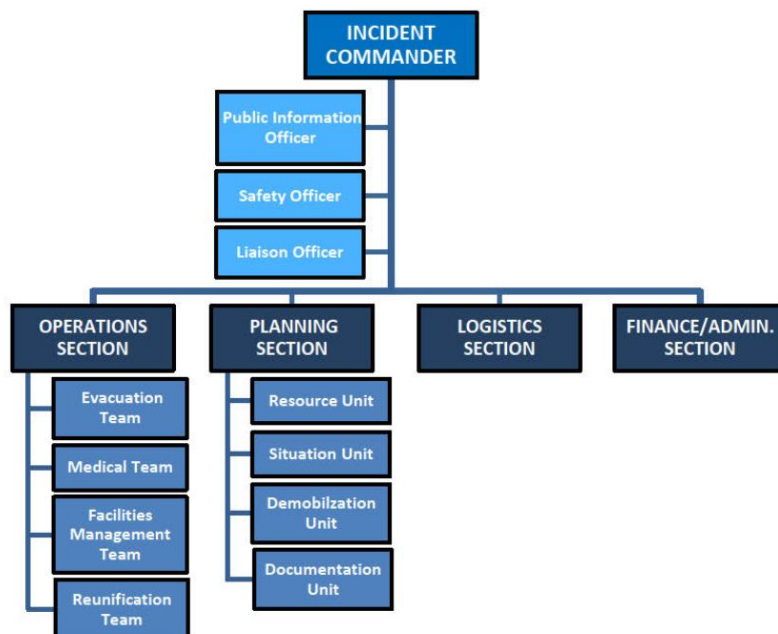 INCIDENT
COMMANDER
Public Information
Officer
Safety Officer
Liaison Officer
OPERATIONS
SECTION
PLANNING
SECTION
LOGISTICS
SECTION
FINANCE/ADMIN.
SECTION
Evacuation
Team
Medical Team
Facilities
Management
Team
Reunification
Team
Resource Unit
Situation Unit
Demobilzation
Unit
Documentation
Unit